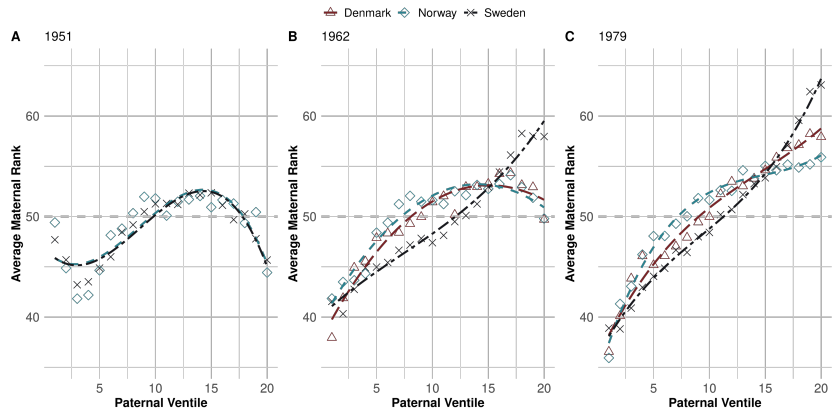 Denmark Norway Sweden
A 1951
B 1962
C 1979
Average Maternal Rank
60
50
40
5 10 15 20
Paternal Ventile
Average Maternal Rank
60
50
40
5 10 15 20
Paternal Ventile
Average Maternal Rank
60
50
40
5 10 15 20
Paternal Ventile